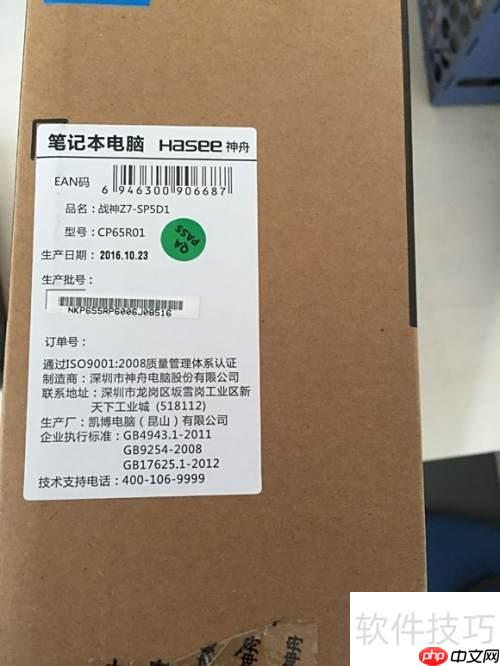 笔记本电脑 Hasee 神舟
EAN码
6 946300 906687
品名：战神Z7-SP5D1
型号：CP65R01
QA
PASS
生产日期：2016.10.23
生产批号：
NKP65SRP6006J08516
订单号：
通过ISO9001:2008质量管理体系认证
制造商：深圳市神舟电脑股份有限公司
联系地址：深圳市龙岗区坂雪岗工业区新
天下工业城（518112）
生产厂：凯博电脑（昆山）有限公司
企业执行标准：GB4943.1-2011
GB9254-2008
GB17625.1-2012
技术支持电话：400-106-9999
软件技巧
php 中文网